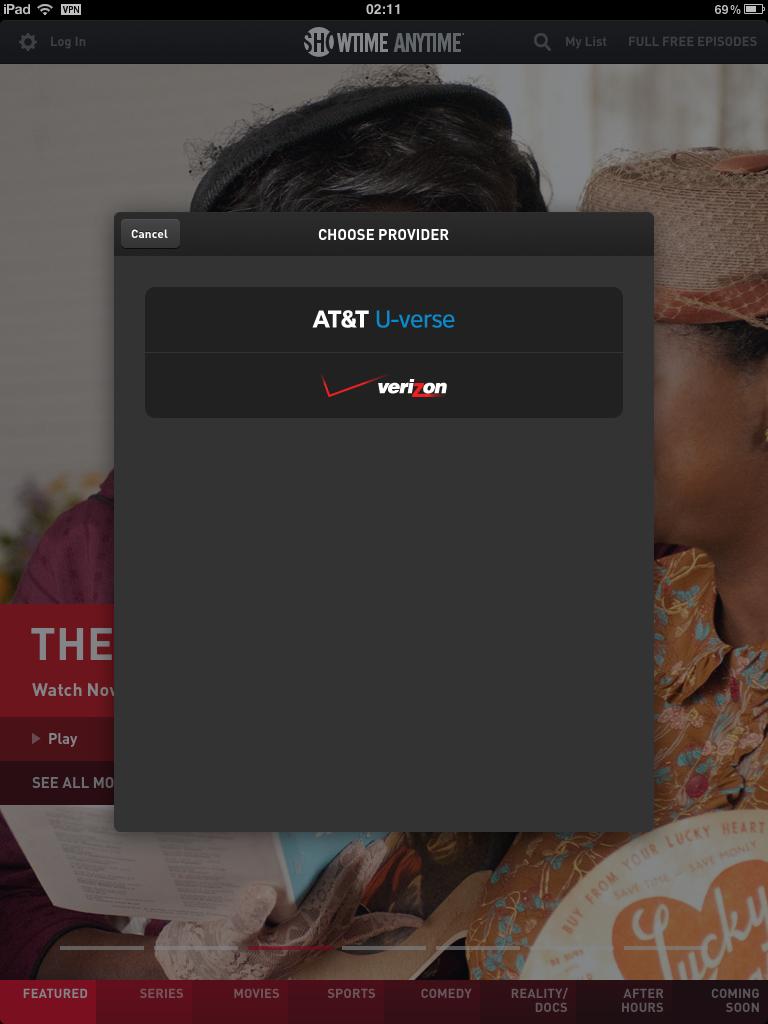 iPad VPN 02:11 69%
Log In SHOWTIME ANYTIME My List FULL FREE EPISODES
Cancel CHOOSE PROVIDER
AT&T U-verse
verizon
THE
Watch Now
Play
SEE ALL MO
BUY FROM YOUR LUCKY HEART
SAVE TIME - SAVE MONEY
Lucky
FEATURED SERIES MOVIES SPORTS COMEDY REALITY/ AFTER COMING
DOCS HOURS SOON